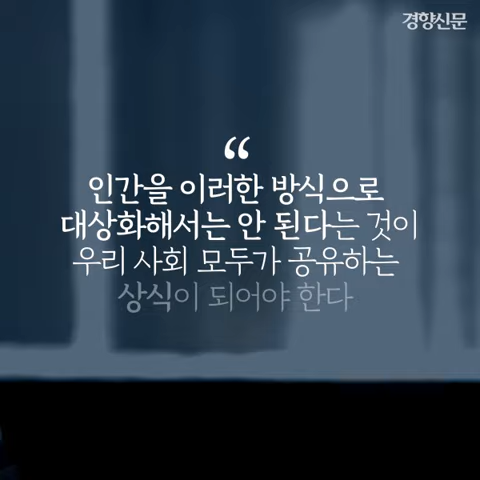 경향신문
“
인간을 이러한 방식으로
대상화해서는 안 된다는 것이
우리 사회 모두가 공유하는
상식이 되어야 한다